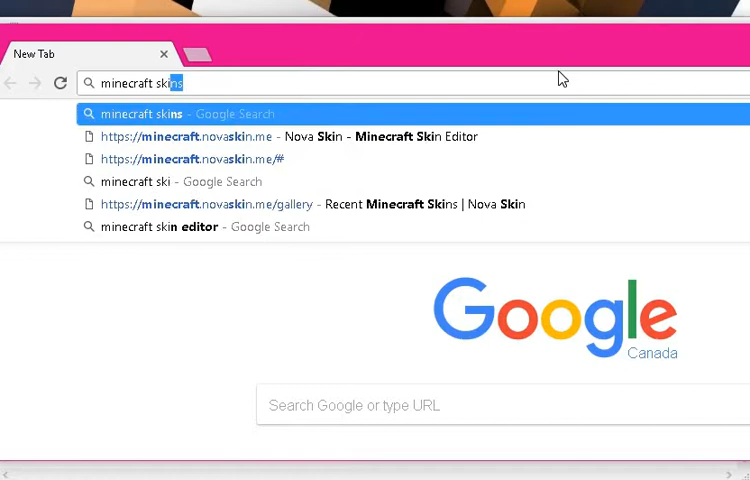 New Tab
minecraft skins
minecraft skins - Google Search
https://minecraft.novaskin.me - Nova Skin - Minecraft Skin Editor
https://minecraft.novaskin.me/#
minecraft ski - Google Search
https://minecraft.novaskin.me/gallery - Recent Minecraft Skins | Nova Skin
minecraft skin editor - Google Search
Google
Canada
Search Google or type URL